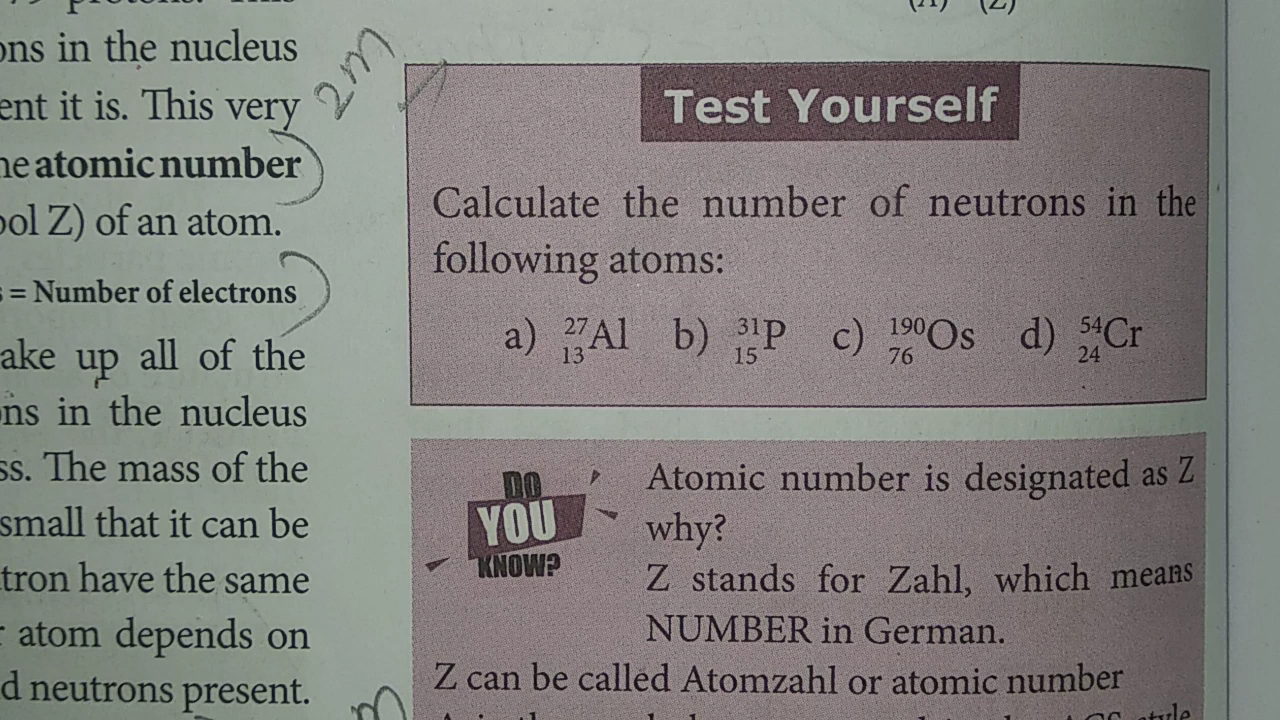 ons in the nucleus
ent it is. This very
he atomic number
ool Z) of an atom.
s = Number of electrons
ake up all of the
ons in the nucleus
ss. The mass of the
small that it can be
tron have the same
r atom depends on
d neutrons present.
2m
(A) (Z)
Test Yourself
Calculate the number of neutrons in the
following atoms:
a) ²⁷₁₃Al b) ³¹₁₅P c) ¹⁹⁰₇₆Os d) ⁵⁴₂₄Cr
DO
YOU
KNOW?
Atomic number is designated as Z
why?
Z stands for Zahl, which means
NUMBER in German.
Z can be called Atomzahl or atomic number